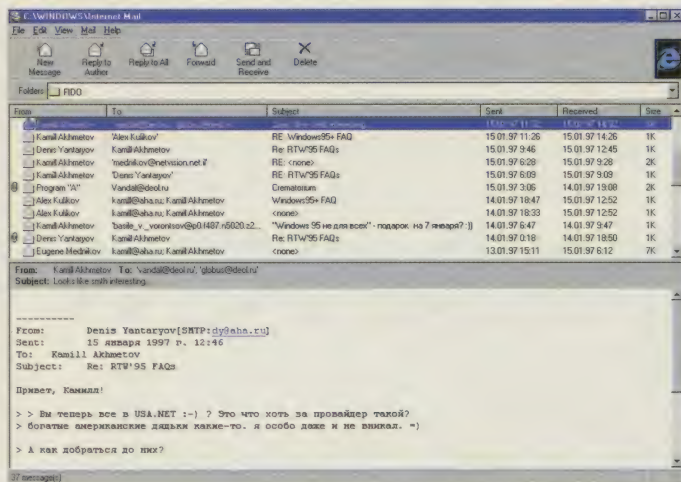 C:\WINDOWS\Internet Mail
File Edit View Mail Help
New Message Reply to Author Reply to All Forward Send and Receive Delete
Folders: FIDO
From To Subject Sent Received Size
Kamill Akhmetov 'Alex Kulikov' RE: Windows95+ FAQ 15.01.97 11:26 15.01.97 14:26 1K
Denis Yantaryov Kamill Akhmetov Re: RTW'95 FAQs 15.01.97 9:46 15.01.97 12:45 1K
Kamill Akhmetov 'mednikov@netvision.net.il' RE: <none> 15.01.97 6:28 15.01.97 9:28 2K
Kamill Akhmetov 'Denis Yantaryov' RE: RTW'95 FAQs 15.01.97 6:09 15.01.97 9:09 1K
Program "A" Vandal@deol.ru Crematorium 15.01.97 3:06 14.01.97 19:08 2K
Alex Kulikov kamill@aha.ru; Kamill Akhmetov Windows95+ FAQ 14.01.97 18:47 15.01.97 12:52 1K
Alex Kulikov kamill@aha.ru; Kamill Akhmetov <none> 14.01.97 18:33 15.01.97 12:52 1K
Kamill Akhmetov 'basile_v._vorontsov@p0.f487.n5020.z2... "Windows 95 не для всех" - подарок на 7 января? :)) 14.01.97 6:47 14.01.97 9:47 1K
Denis Yantaryov Kamill Akhmetov Re: RTW'95 FAQs 14.01.97 0:18 14.01.97 18:50 1K
Eugene Mednikov kamill@aha.ru; Kamill Akhmetov <none> 13.01.97 15:11 15.01.97 6:12 7K
From: Kamill Akhmetov To: 'vandal@deol.ru', 'globus@deol.ru'
Subject: Looks like smth interesting...
----------
From: Denis Yantaryov[SMTP:dy@aha.ru]
Sent: 15 января 1997 г. 12:46
To: Kamill Akhmetov
Subject: Re: RTW'95 FAQs
Привет, Камилл!
> > Вы теперь все в USA.NET :-) ? Это что хоть за провайдер такой?
> богатые американские дядьки какие-то. я особо даже и не вникал. =)
> А как добраться до них?
37 message(s)